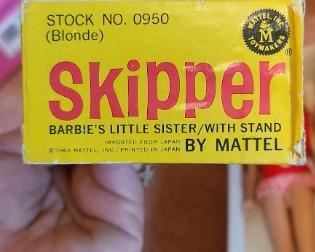 STOCK NO. 0950
(Blonde)
MATTEL, INC.
M
TOYMAKERS
Skipper
BARBIE'S LITTLE SISTER/WITH STAND
IMPORTED FROM JAPAN
© 1963 MATTEL, INC./PRINTED IN JAPAN BY MATTEL